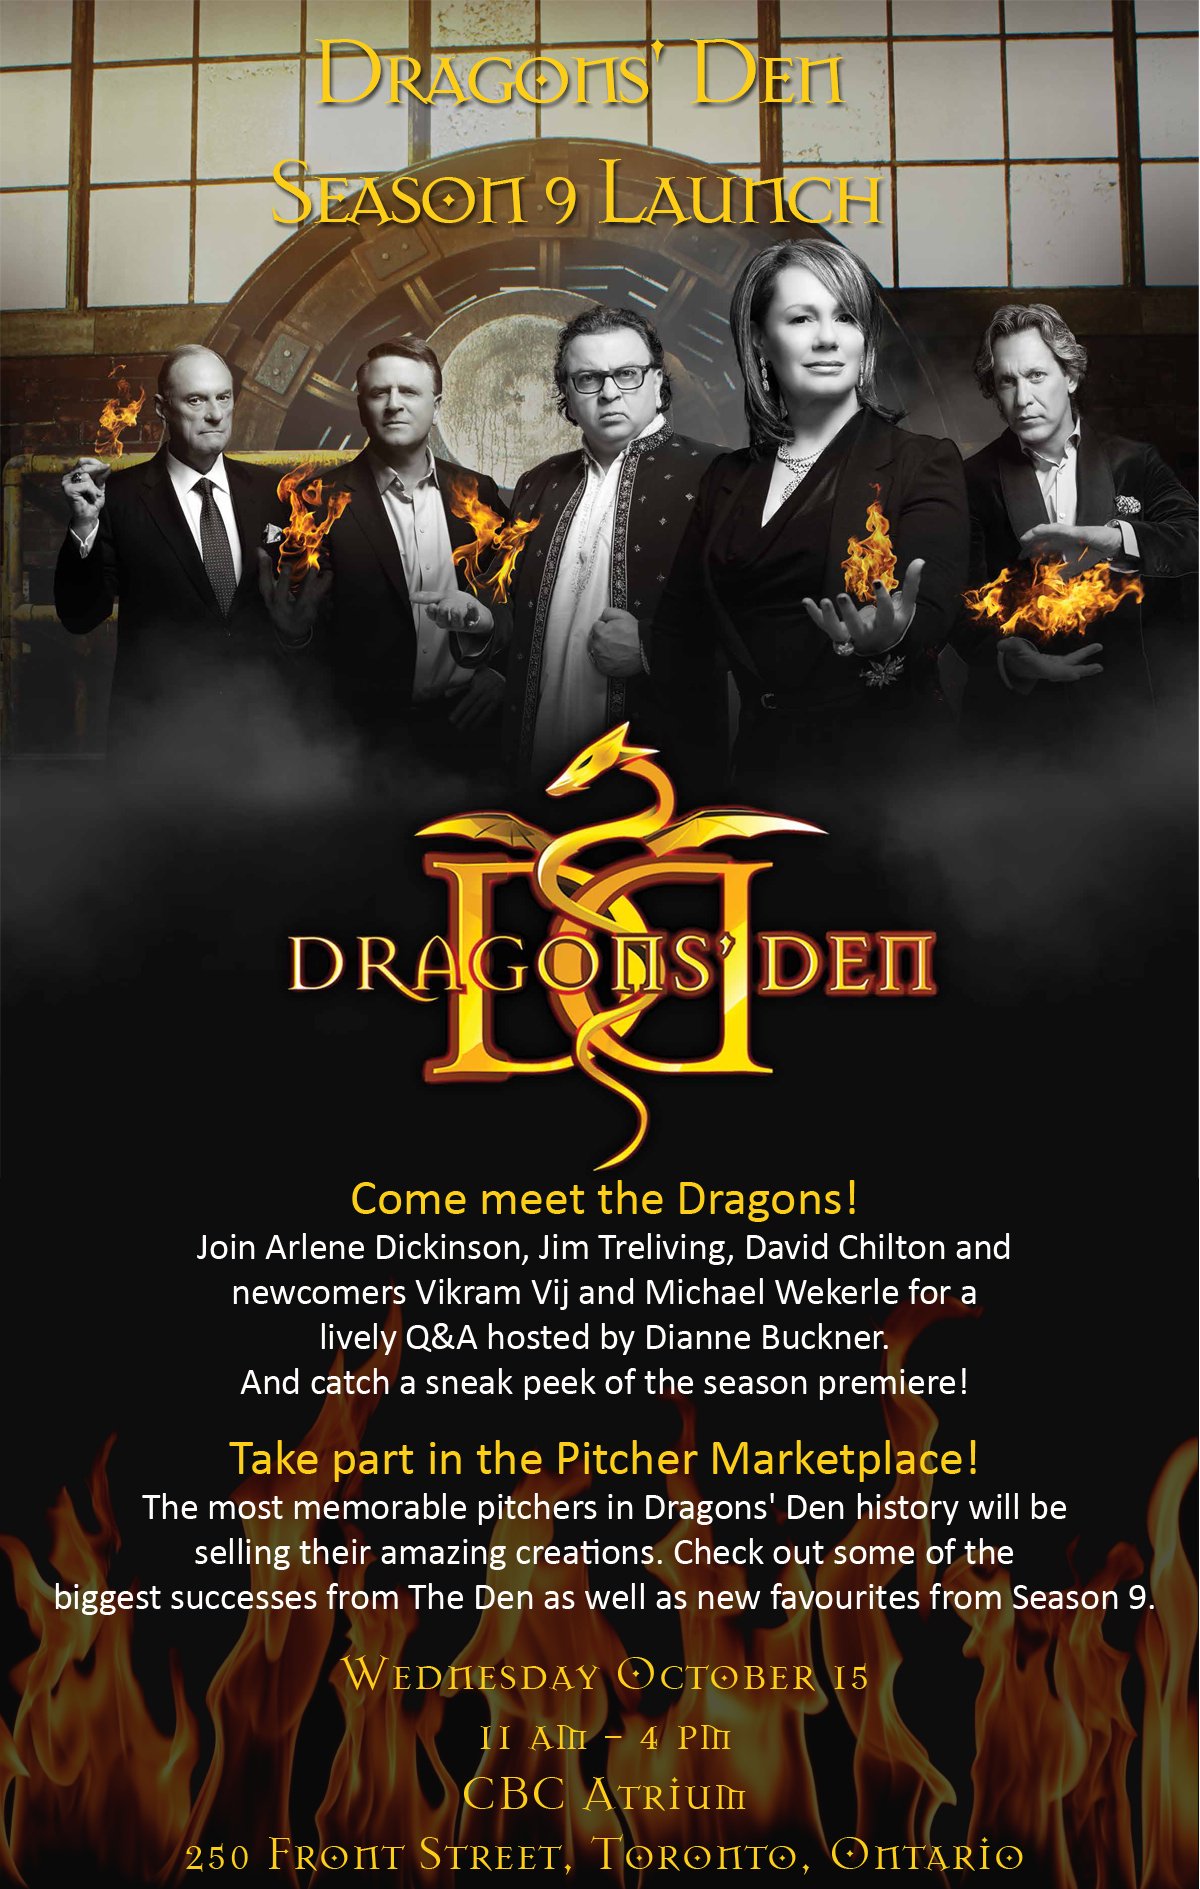 Dragons' Den
Season 9 Launch
DRAGONS' DEN
Come meet the Dragons!
Join Arlene Dickinson, Jim Treliving, David Chilton and
newcomers Vikram Vij and Michael Wekerle for a
lively Q&A hosted by Dianne Buckner.
And catch a sneak peek of the season premiere!
Take part in the Pitcher Marketplace!
The most memorable pitchers in Dragons' Den history will be
selling their amazing creations. Check out some of the
biggest successes from The Den as well as new favourites from Season 9.
Wednesday October 15
11 am – 4 pm
CBC Atrium
250 Front Street, Toronto, Ontario